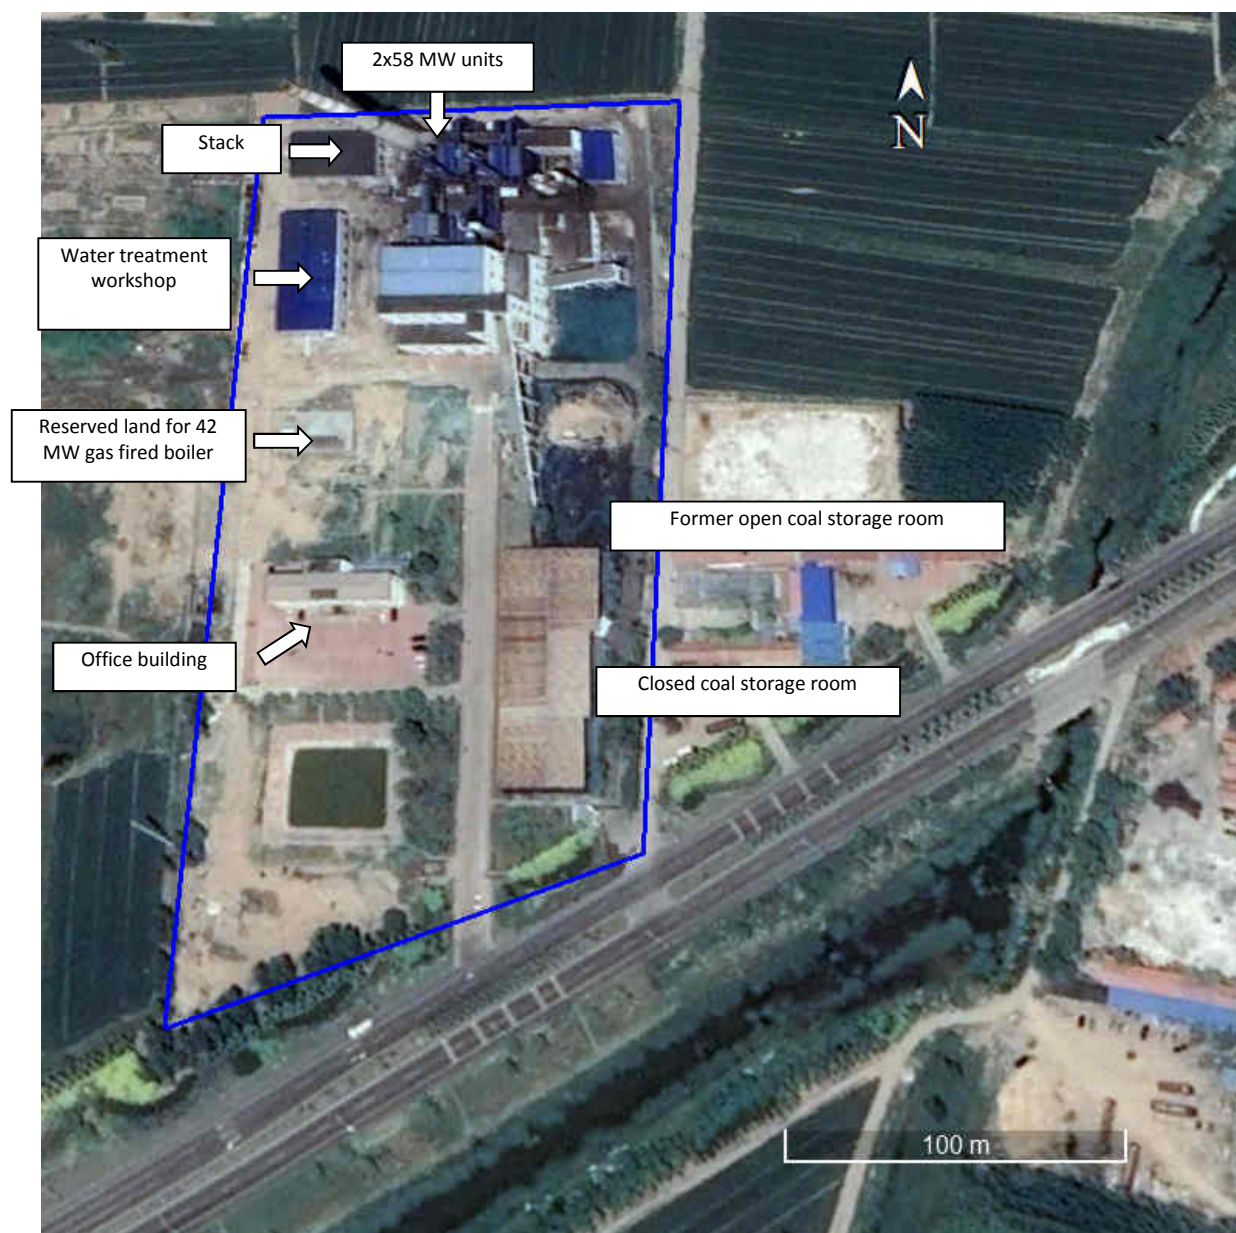 2x58 MW units
N
Stack
Water treatment
workshop
Reserved land for 42
MW gas fired boiler
Former open coal storage room
Office building
Closed coal storage room
100 m